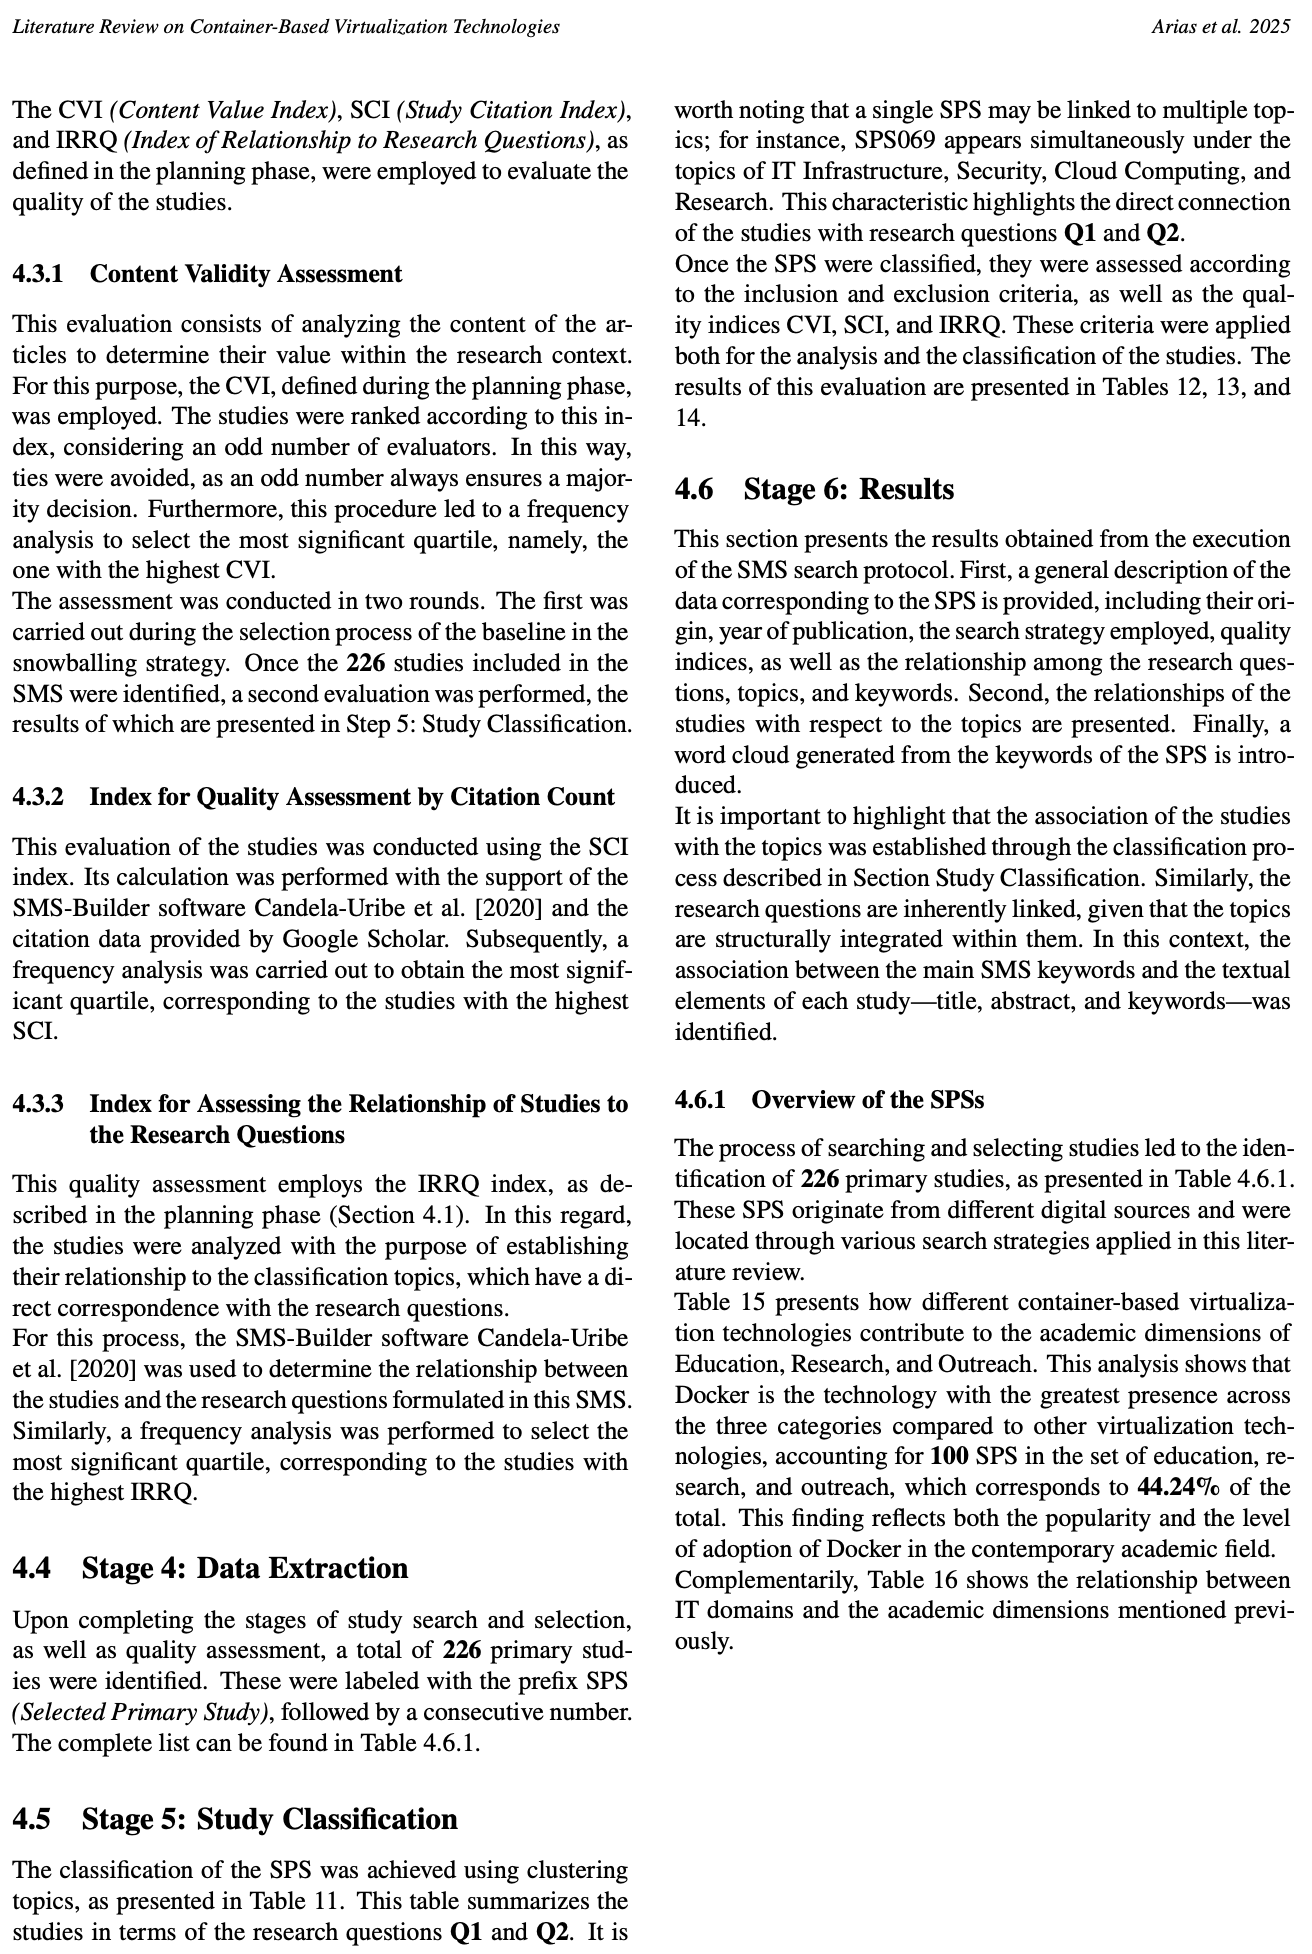 Literature Review on Container-Based Virtualization Technologies
Arias et al. 2025
The CVI (Content Value Index), SCI (Study Citation Index),
and IRRQ (Index of Relationship to Research Questions), as
defined in the planning phase, were employed to evaluate the
quality of the studies.
4.3.1 Content Validity Assessment
This evaluation consists of analyzing the content of the ar-
ticles to determine their value within the research context.
For this purpose, the CVI, defined during the planning phase,
was employed. The studies were ranked according to this in-
dex, considering an odd number of evaluators. In this way,
ties were avoided, as an odd number always ensures a major-
ity decision. Furthermore, this procedure led to a frequency
analysis to select the most significant quartile, namely, the
one with the highest CVI.
The assessment was conducted in two rounds. The first was
carried out during the selection process of the baseline in the
snowballing strategy. Once the 226 studies included in the
SMS were identified, a second evaluation was performed, the
results of which are presented in Step 5: Study Classification.
4.3.2 Index for Quality Assessment by Citation Count
This evaluation of the studies was conducted using the SCI
index. Its calculation was performed with the support of the
SMS-Builder software Candela-Uribe et al. [2020] and the
citation data provided by Google Scholar. Subsequently, a
frequency analysis was carried out to obtain the most signif-
icant quartile, corresponding to the studies with the highest
SCI.
4.3.3 Index for Assessing the Relationship of Studies to
the Research Questions
This quality assessment employs the IRRQ index, as de-
scribed in the planning phase (Section 4.1). In this regard,
the studies were analyzed with the purpose of establishing
their relationship to the classification topics, which have a di-
rect correspondence with the research questions.
For this process, the SMS-Builder software Candela-Uribe
et al. [2020] was used to determine the relationship between
the studies and the research questions formulated in this SMS.
Similarly, a frequency analysis was performed to select the
most significant quartile, corresponding to the studies with
the highest IRRQ.
4.4 Stage 4: Data Extraction
Upon completing the stages of study search and selection,
as well as quality assessment, a total of 226 primary stud-
ies were identified. These were labeled with the prefix SPS
(Selected Primary Study), followed by a consecutive number.
The complete list can be found in Table 4.6.1.
4.5 Stage 5: Study Classification
The classification of the SPS was achieved using clustering
topics, as presented in Table 11. This table summarizes the
studies in terms of the research questions Q1 and Q2. It is
worth noting that a single SPS may be linked to multiple top-
ics; for instance, SPS069 appears simultaneously under the
topics of IT Infrastructure, Security, Cloud Computing, and
Research. This characteristic highlights the direct connection
of the studies with research questions Q1 and Q2.
Once the SPS were classified, they were assessed according
to the inclusion and exclusion criteria, as well as the qual-
ity indices CVI, SCI, and IRRQ. These criteria were applied
both for the analysis and the classification of the studies. The
results of this evaluation are presented in Tables 12, 13, and
14.
4.6 Stage 6: Results
This section presents the results obtained from the execution
of the SMS search protocol. First, a general description of the
data corresponding to the SPS is provided, including their ori-
gin, year of publication, the search strategy employed, quality
indices, as well as the relationship among the research ques-
tions, topics, and keywords. Second, the relationships of the
studies with respect to the topics are presented. Finally, a
word cloud generated from the keywords of the SPS is intro-
duced.
It is important to highlight that the association of the studies
with the topics was established through the classification pro-
cess described in Section Study Classification. Similarly, the
research questions are inherently linked, given that the topics
are structurally integrated within them. In this context, the
association between the main SMS keywords and the textual
elements of each study—title, abstract, and keywords—was
identified.
4.6.1 Overview of the SPSs
The process of searching and selecting studies led to the iden-
tification of 226 primary studies, as presented in Table 4.6.1.
These SPS originate from different digital sources and were
located through various search strategies applied in this liter-
ature review.
Table 15 presents how different container-based virtualiza-
tion technologies contribute to the academic dimensions of
Education, Research, and Outreach. This analysis shows that
Docker is the technology with the greatest presence across
the three categories compared to other virtualization tech-
nologies, accounting for 100 SPS in the set of education, re-
search, and outreach, which corresponds to 44.24% of the
total. This finding reflects both the popularity and the level
of adoption of Docker in the contemporary academic field.
Complementarily, Table 16 shows the relationship between
IT domains and the academic dimensions mentioned previ-
ously.